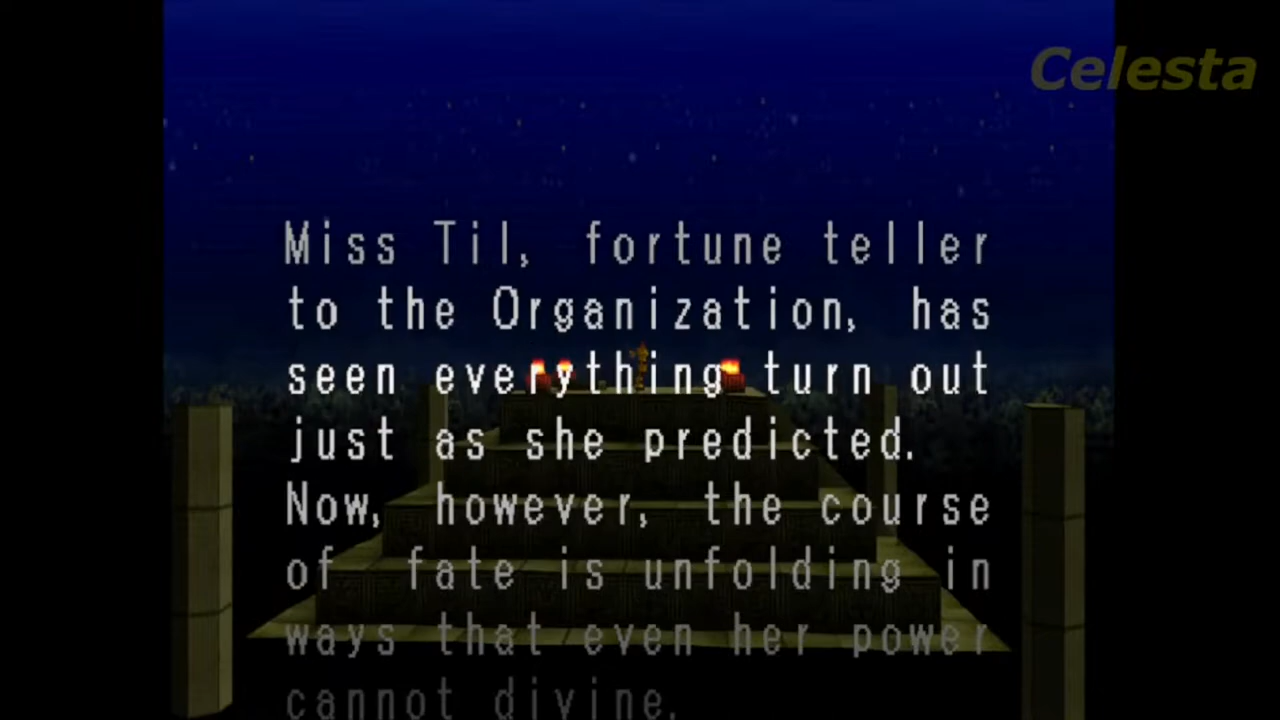 Celesta
Miss Til, fortune teller
to the Organization, has
seen everything turn out
just as she predicted.
Now, however, the course
of fate is unfolding in
ways that even her power
cannot divine.